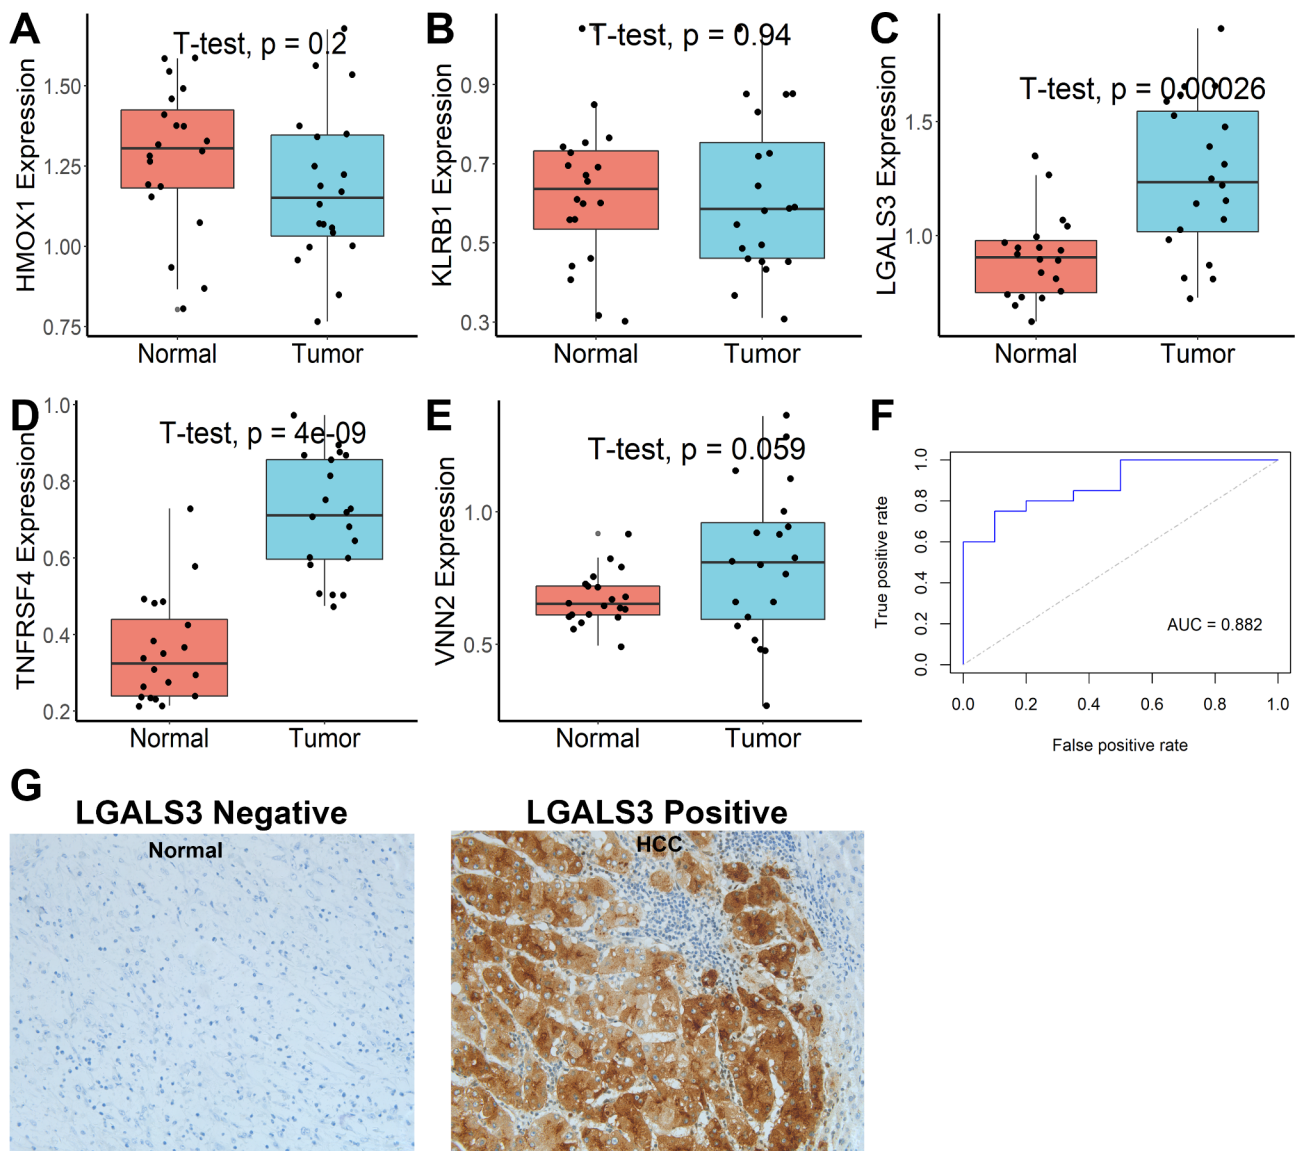 A
T-test, p = 0.2
HMOX1 Expression
1.50
1.25
1.00
0.75
Normal
Tumor
B
T-test, p = 0.94
KLRB1 Expression
0.9
0.7
0.5
0.3
Normal
Tumor
C
T-test, p = 0.00026
LGALS3 Expression
1.5
1.0
Normal
Tumor
D
T-test, p = 4e-09
TNFRSF4 Expression
1.0
0.8
0.6
0.4
0.2
Normal
Tumor
E
T-test, p = 0.059
VNN2 Expression
1.0
0.5
Normal
Tumor
F
True positive rate
1.0
0.8
0.6
0.4
0.2
0.0
AUC = 0.882
0.0 0.2 0.4 0.6 0.8 1.0
False positive rate
G
LGALS3 Negative
Normal
LGALS3 Positive
HCC